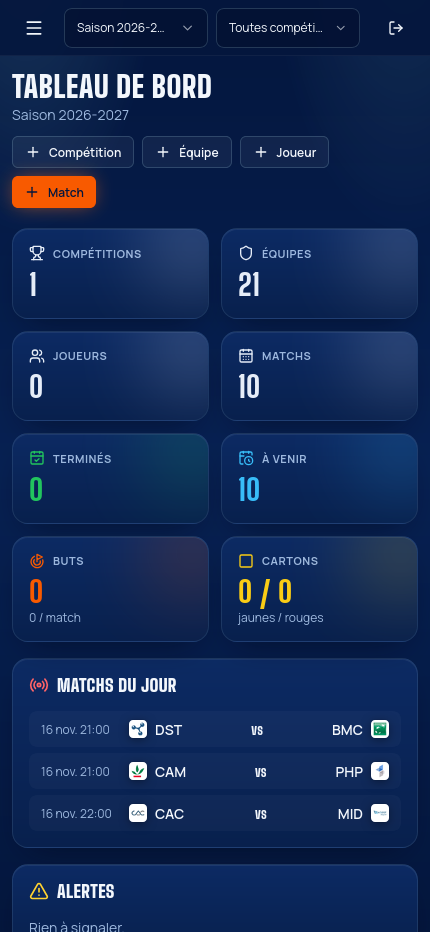 Saison 2026-2...
Toutes compéti...
TABLEAU DE BORD
Saison 2026-2027
Compétition
Équipe
Joueur
Match
COMPÉTITIONS
1
ÉQUIPES
21
JOUEURS
0
MATCHS
10
TERMINÉS
0
À VENIR
10
BUTS
0
0 / match
CARTONS
0 / 0
jaunes / rouges
MATCHS DU JOUR
16 nov. 21:00 DST VS BMC
16 nov. 21:00 CAM VS PHP
16 nov. 22:00 CAC VS MID
ALERTES
Rien à signaler